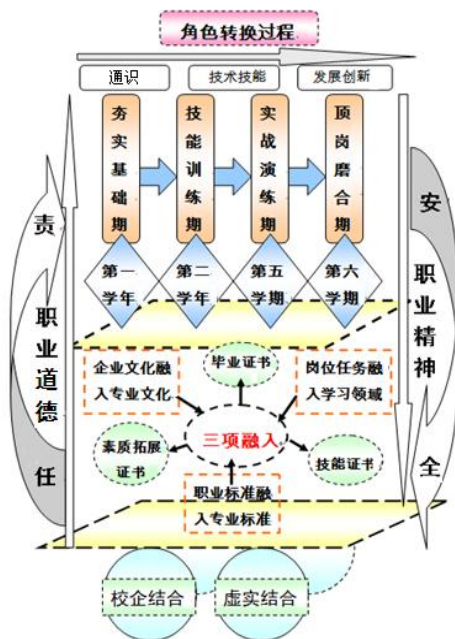 角色转换过程
通识
技术技能
发展创新
夯实基础期
技能训练期
实战演练期
顶岗磨合期
第一
学年
第二
学年
第五
学期
第六
学期
责
职业道德
任
安
职业精神
全
企业文化融
入专业文化
毕业证书
岗位任务融
入学习领域
三项融入
素质拓展
证书
技能证书
职业标准融
入专业标准
校企结合
虚实结合